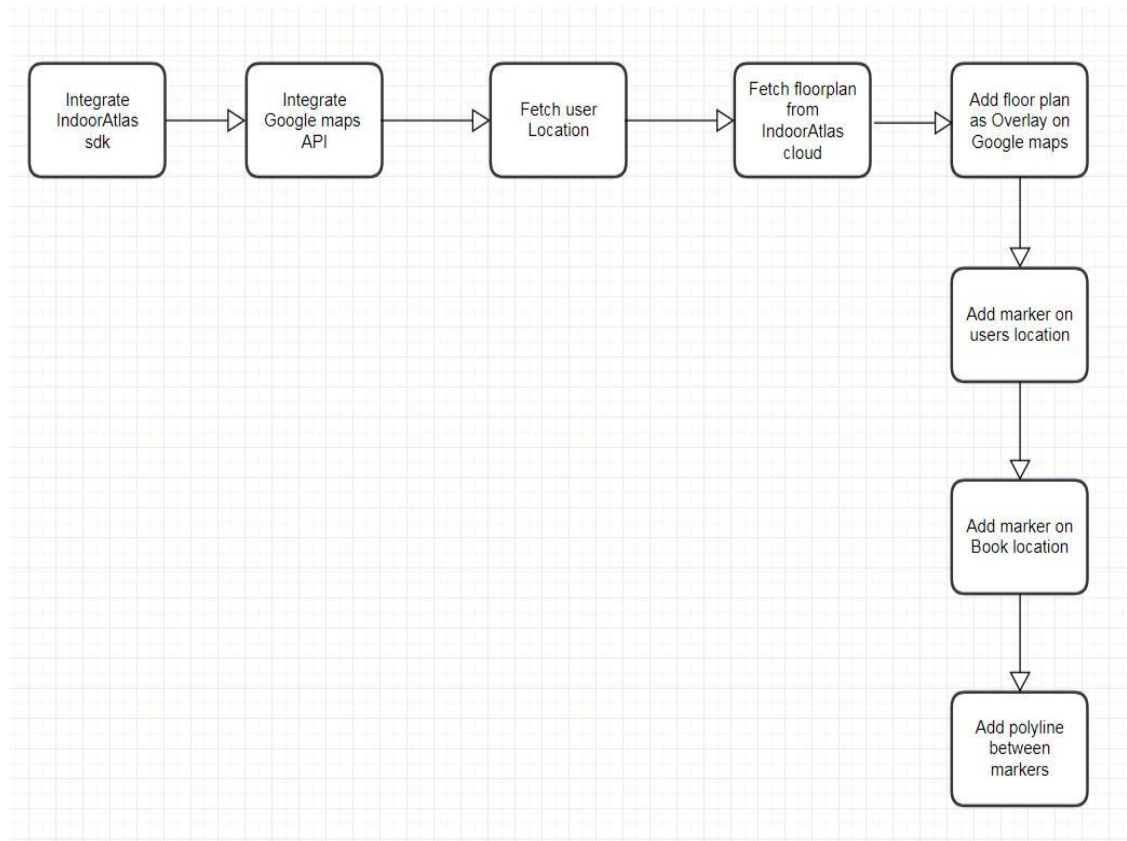 Integrate
IndoorAtlas
sdk
Integrate
Google maps
API
Fetch user
Location
Fetch floorplan
from
IndoorAtlas
cloud
Add floor plan
as Overlay on
Google maps
Add marker on
users location
Add marker on
Book location
Add polyline
between
markers